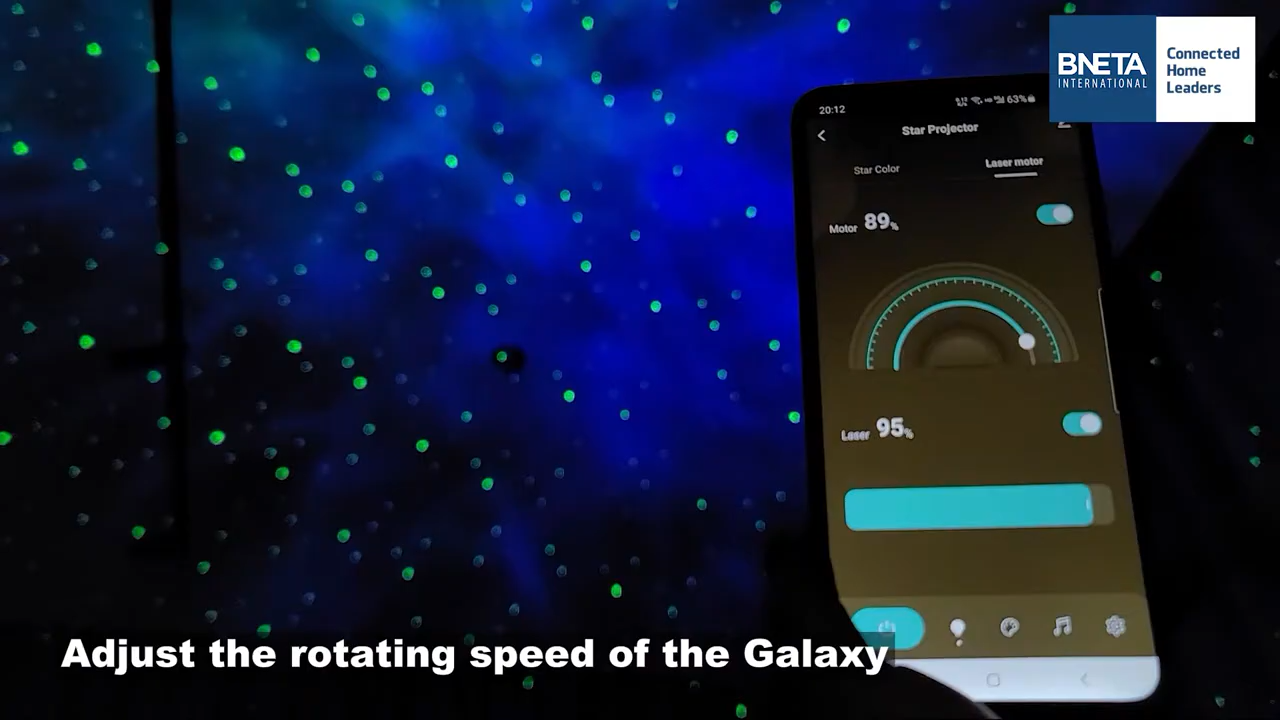 BNETA
INTERNATIONAL
Connected
Home
Leaders
20:12
63%
Star Projector
Star Color
Laser motor
Motor 89%
Laser 95%
Adjust the rotating speed of the Galaxy